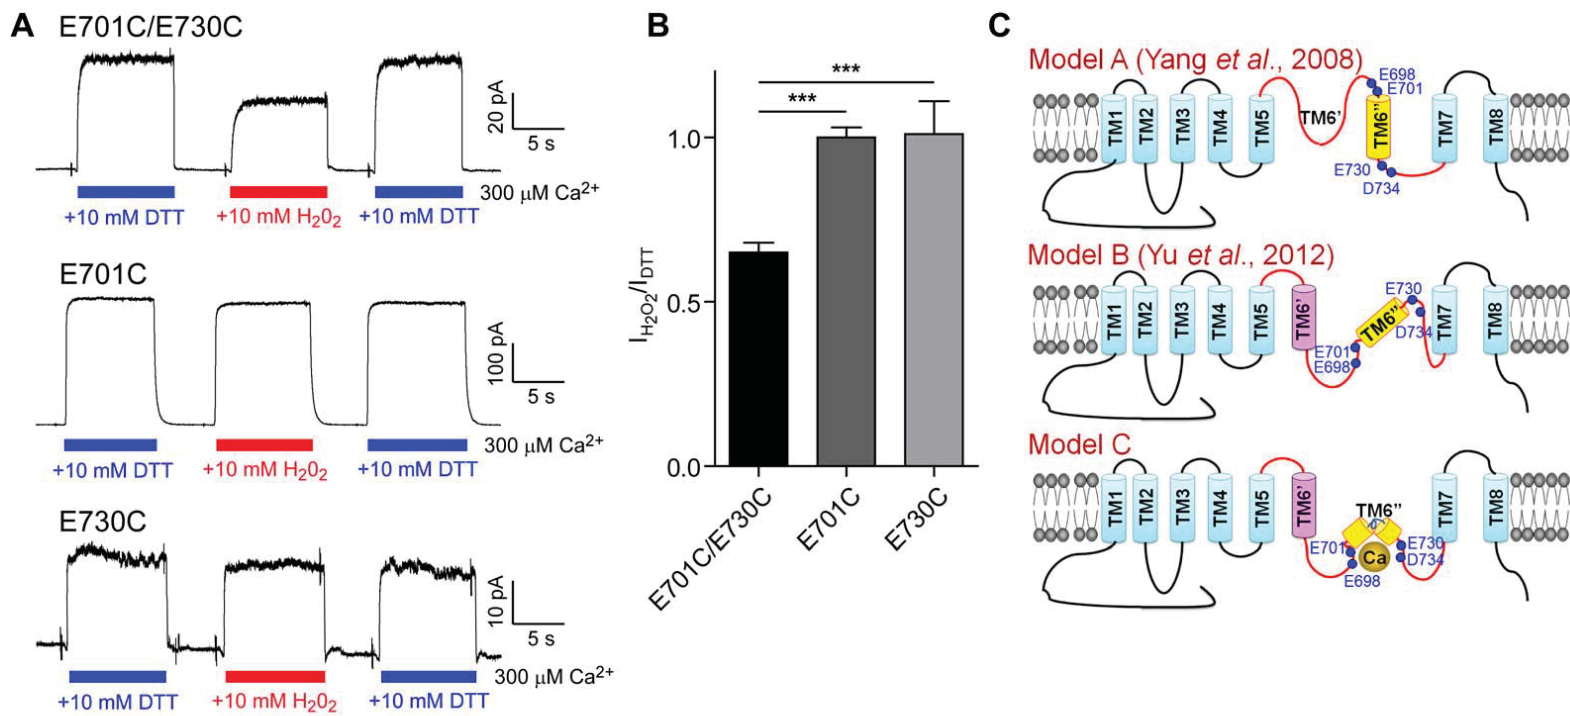 A
E701C/E730C
20 pA
5 s
300 μM Ca²⁺
+10 mM DTT
+10 mM H₂O₂
+10 mM DTT
E701C
100 pA
5 s
300 μM Ca²⁺
+10 mM DTT
+10 mM H₂O₂
+10 mM DTT
E730C
10 pA
5 s
300 μM Ca²⁺
+10 mM DTT
+10 mM H₂O₂
+10 mM DTT
B
***
***
1.0
0.5
0.0
I_H₂O₂/I_DTT
E701C/E730C
E701C
E730C
C
Model A (Yang et al., 2008)
E698
E701
TM1
TM2
TM3
TM4
TM5
TM6'
TM6"
TM7
TM8
E730
D734
Model B (Yu et al., 2012)
E730
TM1
TM2
TM3
TM4
TM5
TM6'
TM6"
D734
TM7
TM8
E701
E698
Model C
TM1
TM2
TM3
TM4
TM5
TM6'
TM6"
TM7
TM8
E701
Ca
E730
D734
E698